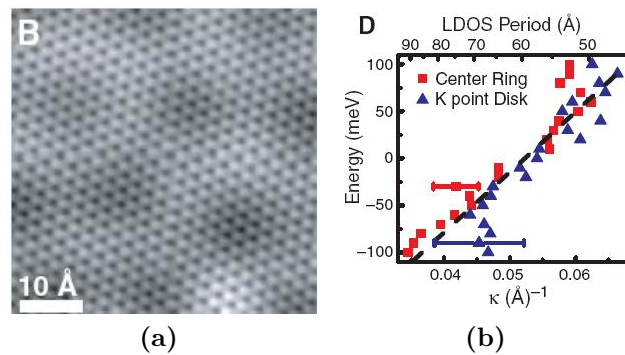 B
10 Å
(a)
D
LDOS Period (Å)
90 80 70 60 50
Center Ring
K point Disk
Energy (meV)
100
50
0
-50
-100
0.04 0.05 0.06
κ (Å)⁻¹
(b)